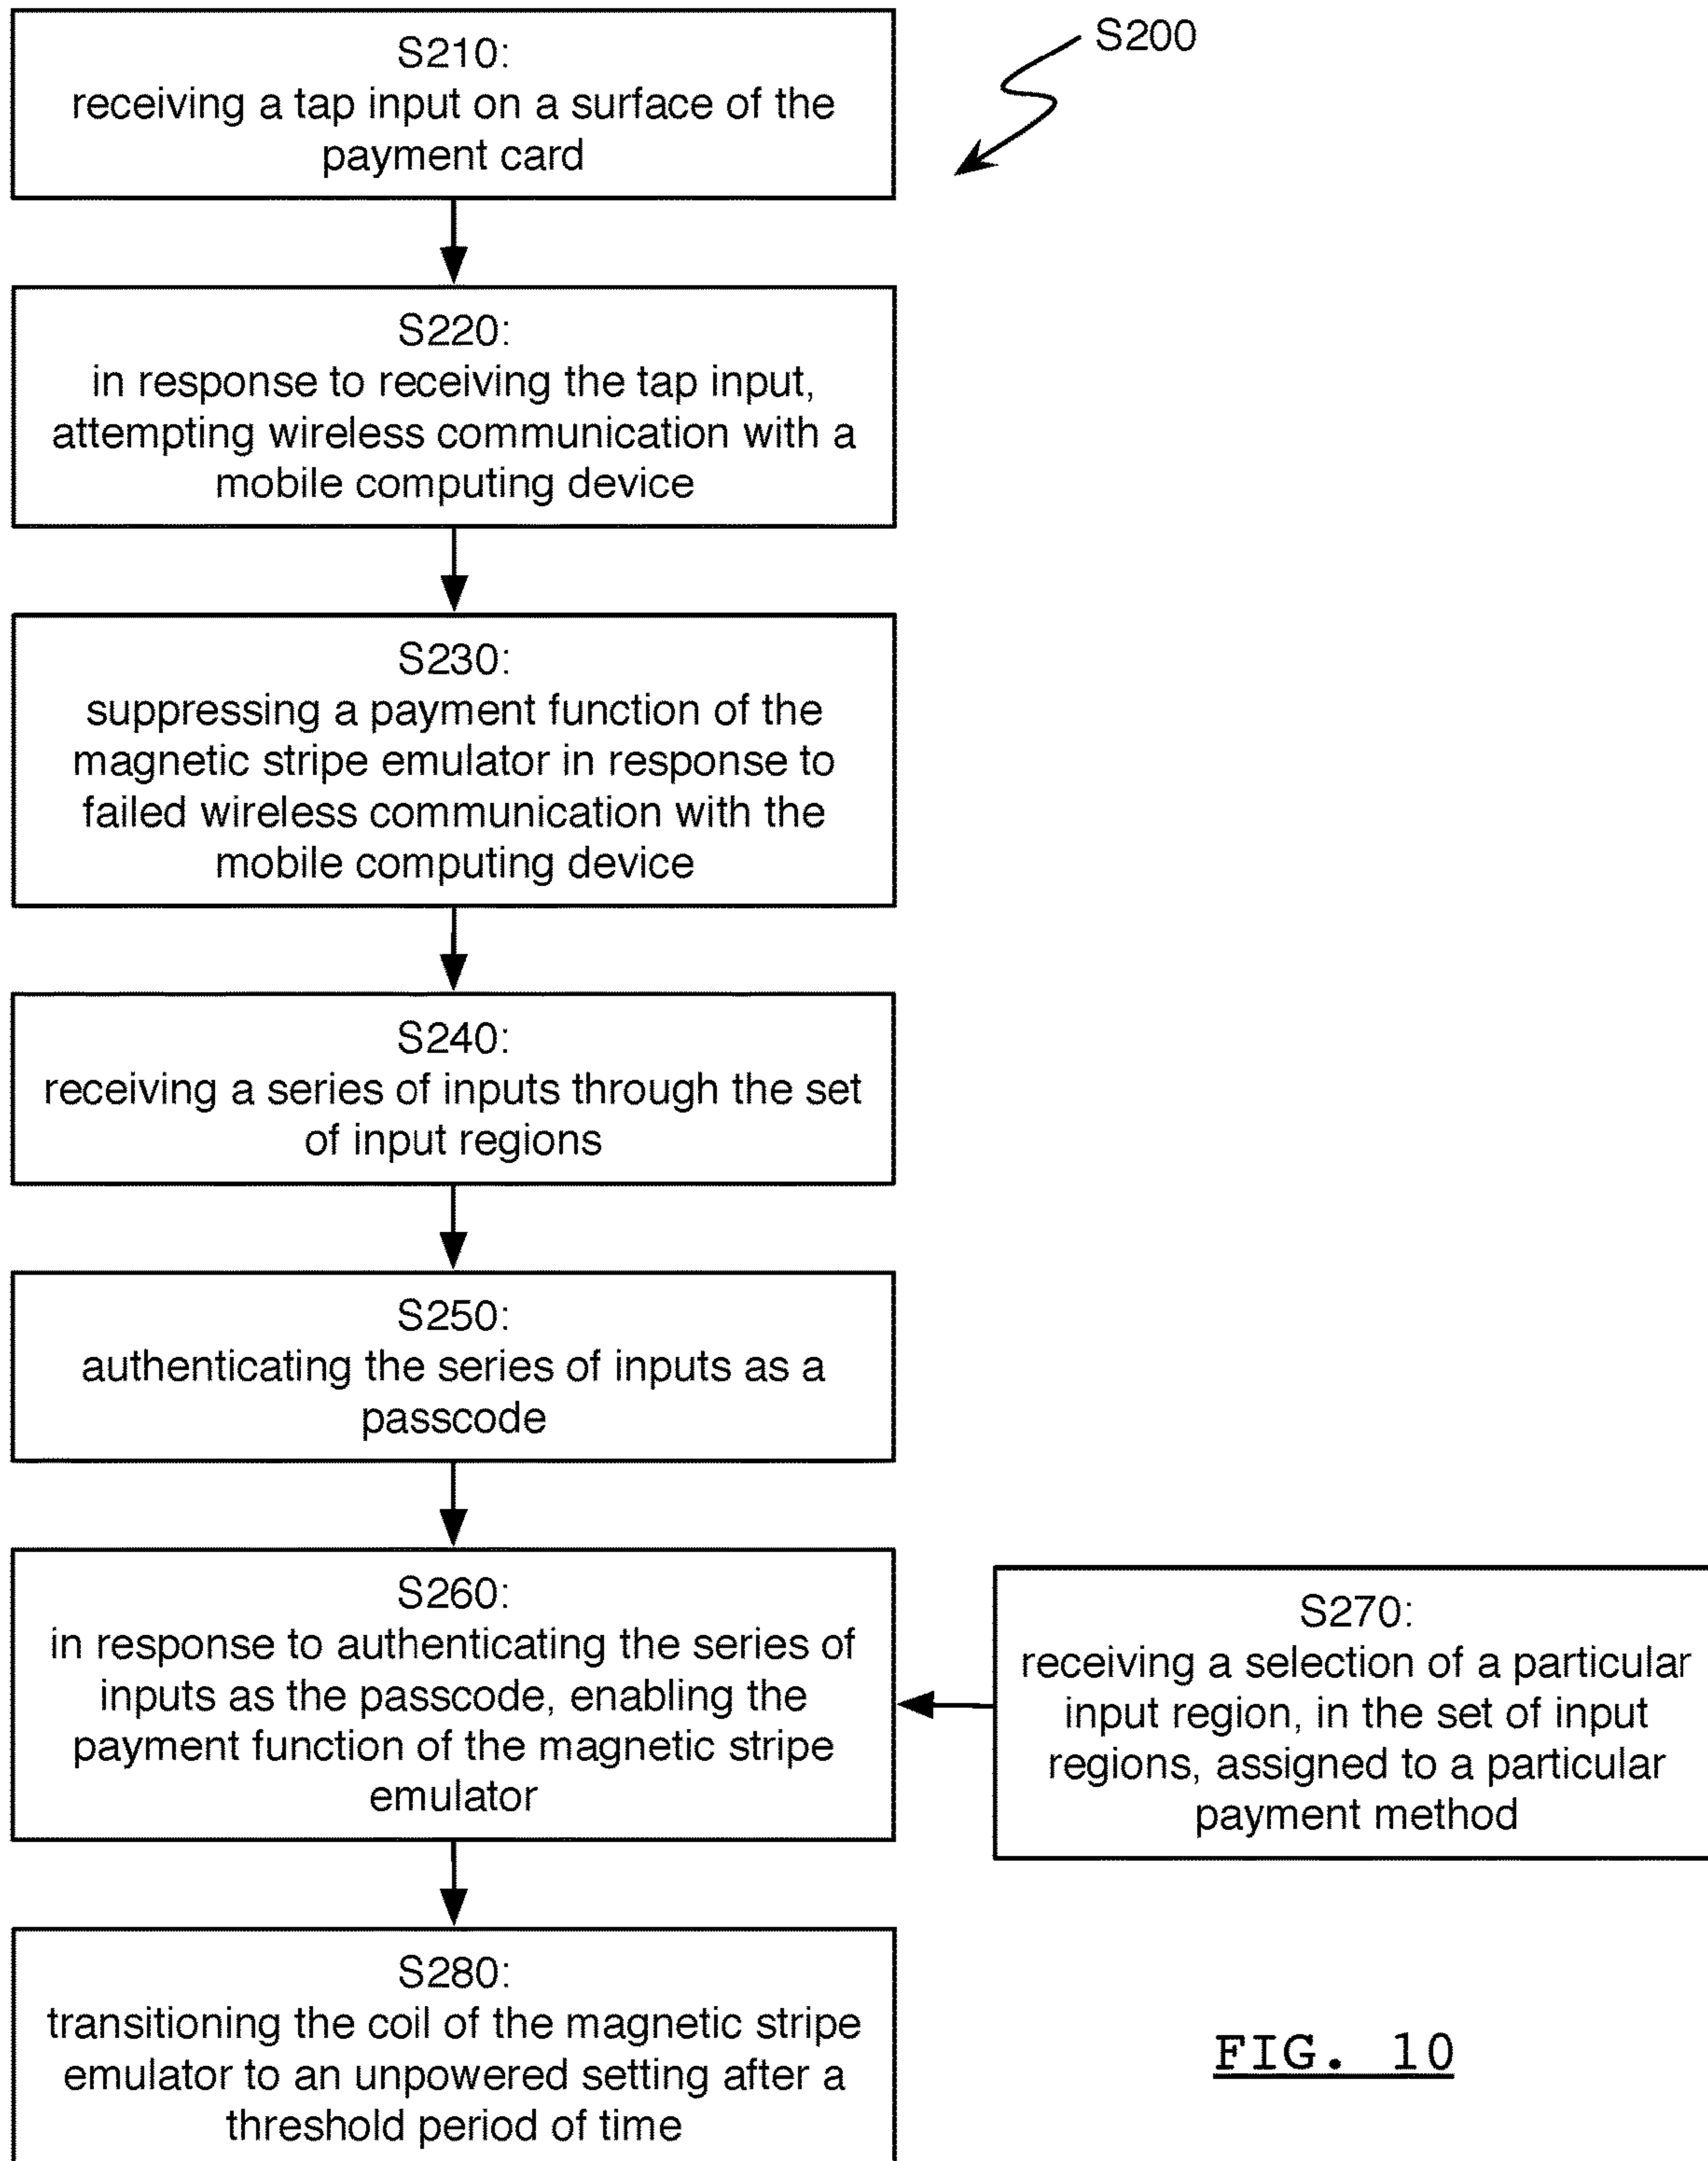 S210:
receiving a tap input on a surface of the
payment card
S200
S220:
in response to receiving the tap input,
attempting wireless communication with a
mobile computing device
S230:
suppressing a payment function of the
magnetic stripe emulator in response to
failed wireless communication with the
mobile computing device
S240:
receiving a series of inputs through the set
of input regions
S250:
authenticating the series of inputs as a
passcode
S260:
in response to authenticating the series of
inputs as the passcode, enabling the
payment function of the magnetic stripe
emulator
S270:
receiving a selection of a particular
input region, in the set of input
regions, assigned to a particular
payment method
S280:
transitioning the coil of the magnetic stripe
emulator to an unpowered setting after a
threshold period of time
FIG. 10